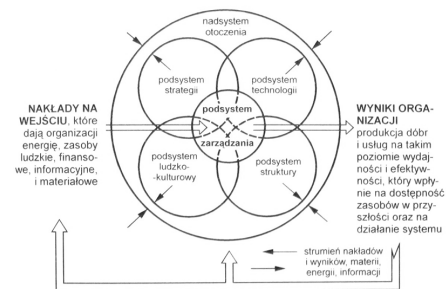 nadsystem
otoczenia
podsystem
strategii
podsystem
technologii
podsystem
zarządzania
podsystem
ludzko-
-kulturowy
podsystem
struktury
NAKŁADY NA
WEJŚCIU, które
dają organizacji
energię, zasoby
ludzkie, finanso-
we, informacyjne,
i materiałowe
WYNIKI ORGA-
NIZACJI
produkcja dóbr
i usług na takim
poziomie wydaj-
ności i efektyw-
ności, który wpły-
nie na dostępność
zasobów w przy-
szłości oraz na
działanie systemu
strumień nakładów
i wyników, materii,
energii, informacji